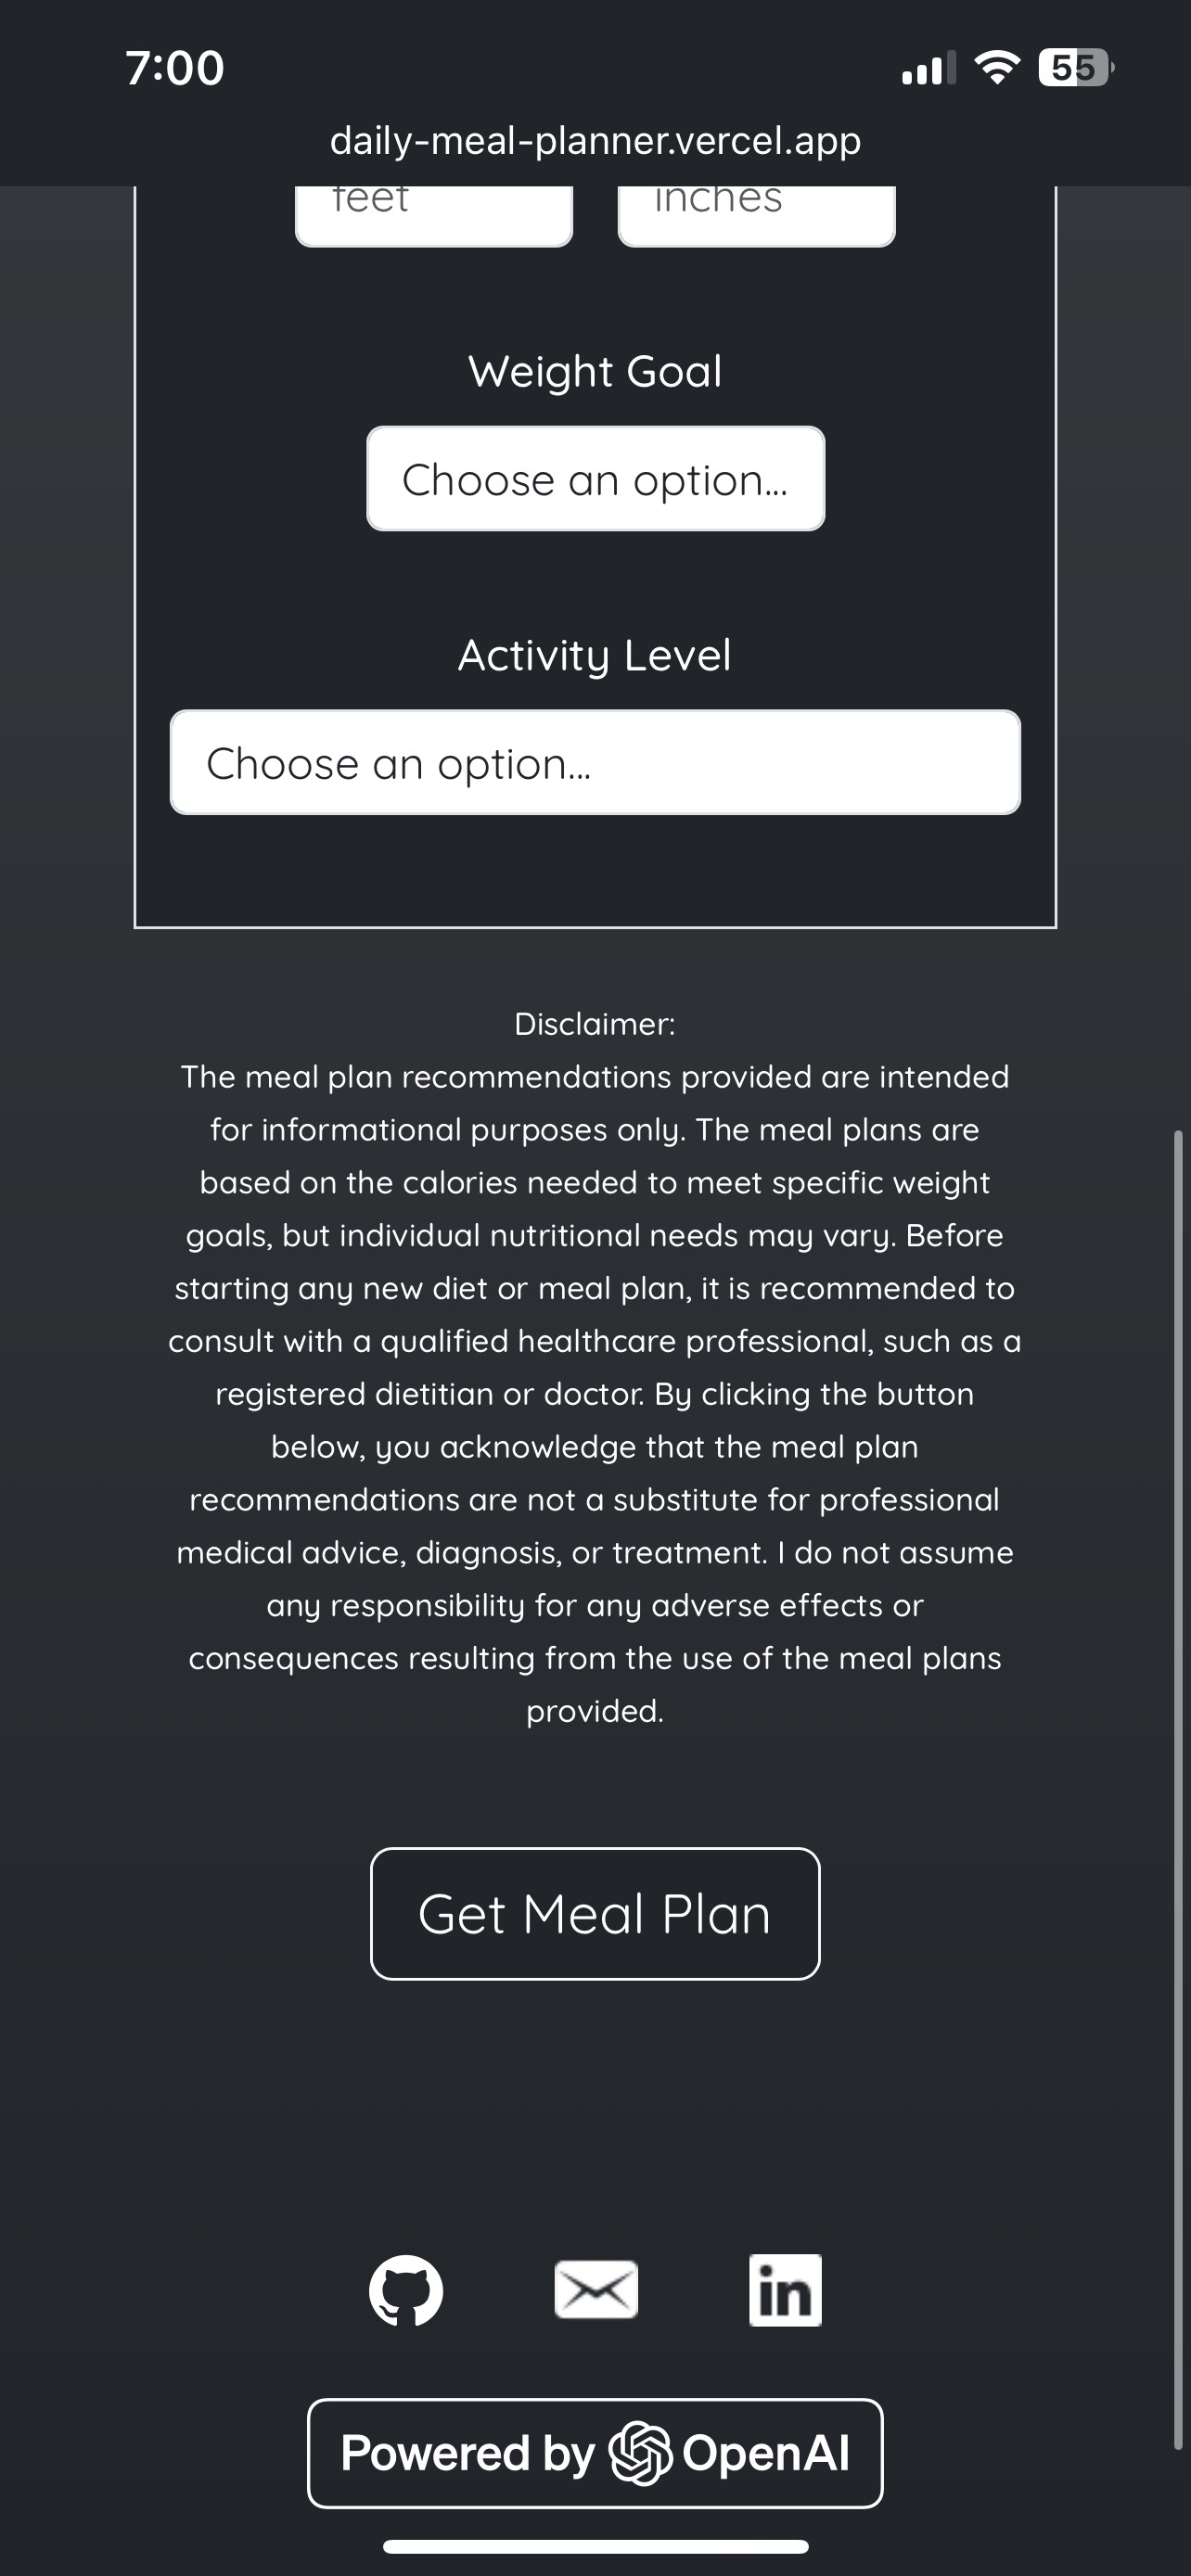 7:00
55
daily-meal-planner.vercel.app
feet inches
Weight Goal
Choose an option...
Activity Level
Choose an option...
Disclaimer:
The meal plan recommendations provided are intended
for informational purposes only. The meal plans are
based on the calories needed to meet specific weight
goals, but individual nutritional needs may vary. Before
starting any new diet or meal plan, it is recommended to
consult with a qualified healthcare professional, such as a
registered dietitian or doctor. By clicking the button
below, you acknowledge that the meal plan
recommendations are not a substitute for professional
medical advice, diagnosis, or treatment. I do not assume
any responsibility for any adverse effects or
consequences resulting from the use of the meal plans
provided.
Get Meal Plan
in
Powered by OpenAI